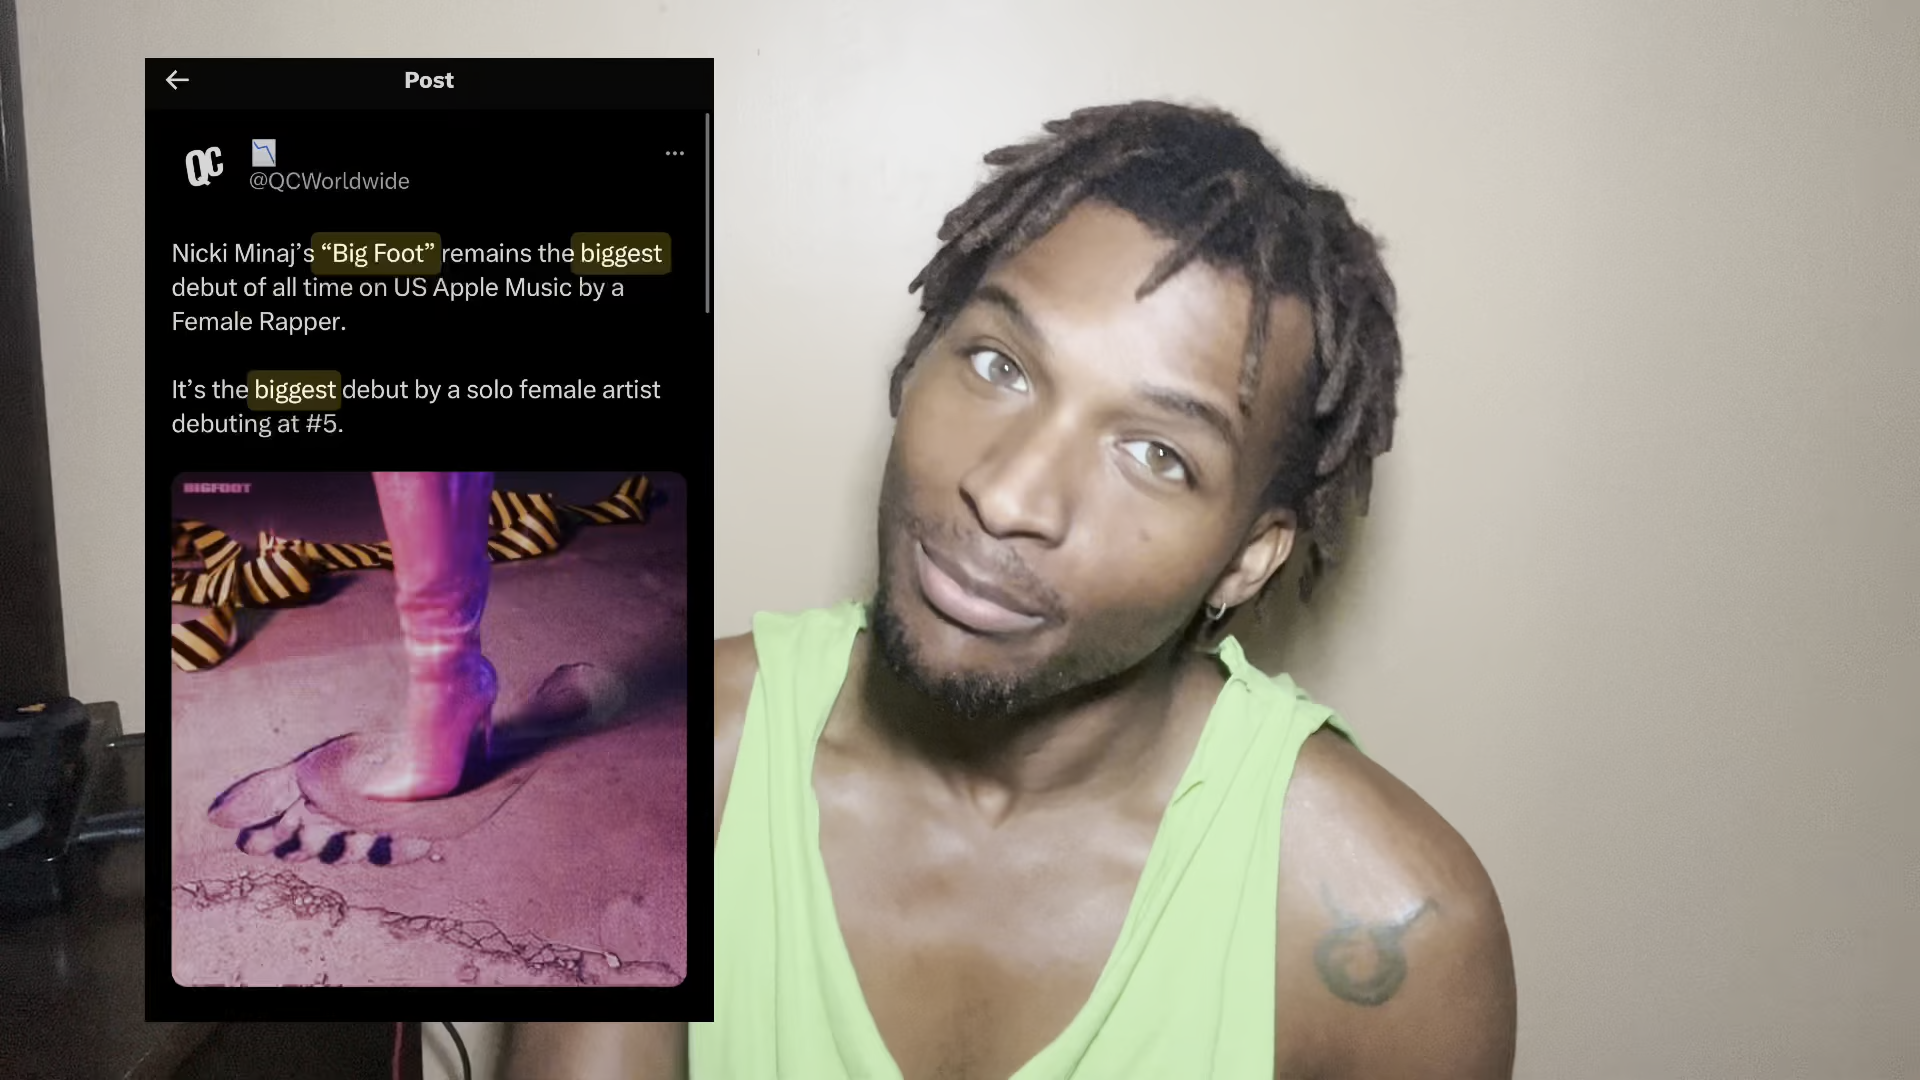 Post
QC
@QCWorldwide
Nicki Minaj’s “Big Foot” remains the biggest
debut of all time on US Apple Music by a
Female Rapper.
It’s the biggest debut by a solo female artist
debuting at #5.
BIGFOOT